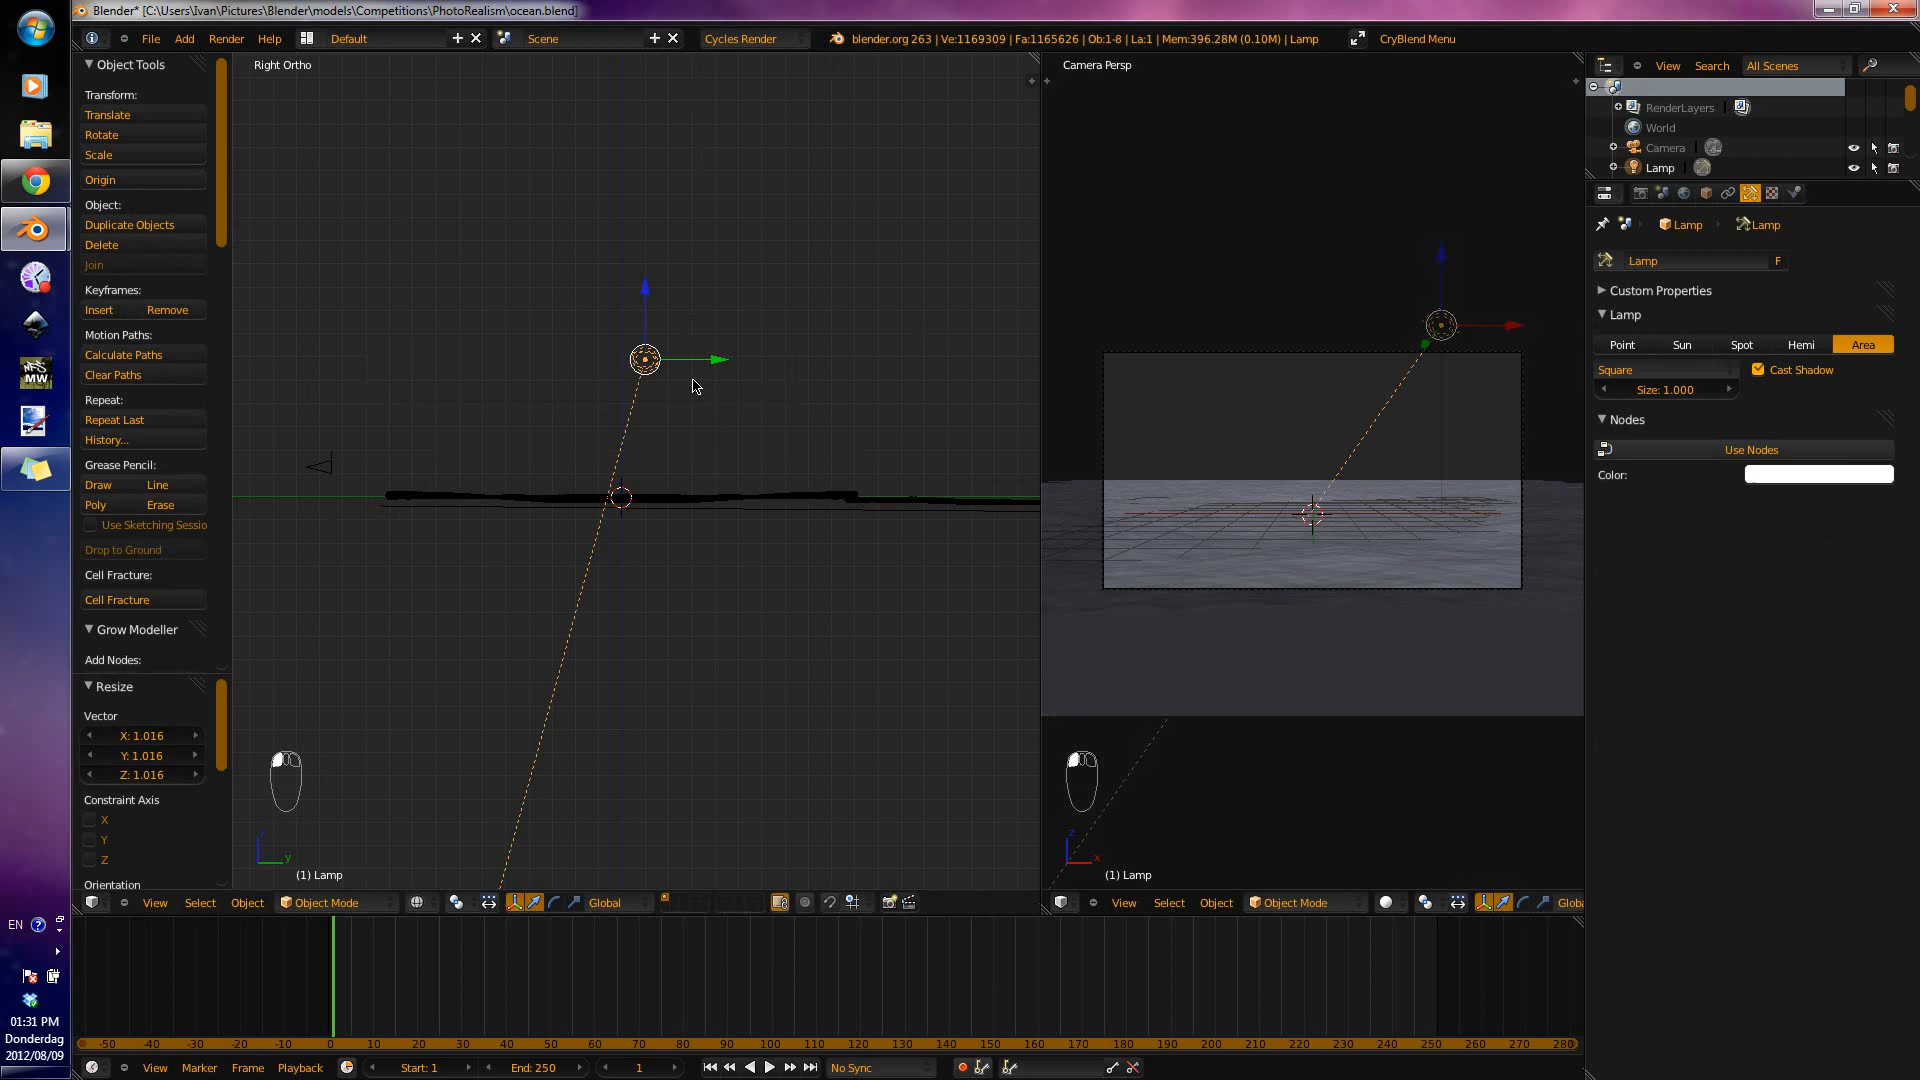 Blender* [C:\Users\Ivan\Pictures\Blender\models\Competitions\PhotoRealism\ocean.blend]
File Add Render Help Default Scene Cycles Render blender.org 263 | Ve:1169309 | Fa:1165626 | Ob:1-8 | La:1 | Mem:396.28M (0.10M) | Lamp CryBlend Menu
Object Tools
Transform:
Translate
Rotate
Scale
Origin
Object:
Duplicate Objects
Delete
Join
Keyframes:
Insert Remove
Motion Paths:
Calculate Paths
Clear Paths
Repeat:
Repeat Last
History...
Grease Pencil:
Draw Line
Poly Erase
Use Sketching Sessio
Drop to Ground
Cell Fracture:
Cell Fracture
Grow Modeller
Add Nodes:
Resize
Vector
X: 1.016
Y: 1.016
Z: 1.016
Constraint Axis
X
Y
Z
Orientation
Right Ortho
y
(1) Lamp
View Select Object Object Mode Global
Camera Persp
z
x
(1) Lamp
View Select Object Object Mode Globa
View Search All Scenes
RenderLayers
World
Camera
Lamp
Lamp Lamp
Lamp F
Custom Properties
Lamp
Point Sun Spot Hemi Area
Square Cast Shadow
Size: 1.000
Nodes
Use Nodes
Color:
-50 -40 -30 -20 -10 0 10 20 30 40 50 60 70 80 90 100 110 120 130 140 150 160 170 180 190 200 210 220 230 240 250 260 270 280
View Marker Frame Playback Start: 1 End: 250 1 No Sync
NFS
MW
EN
01:31 PM
Donderdag
2012/08/09